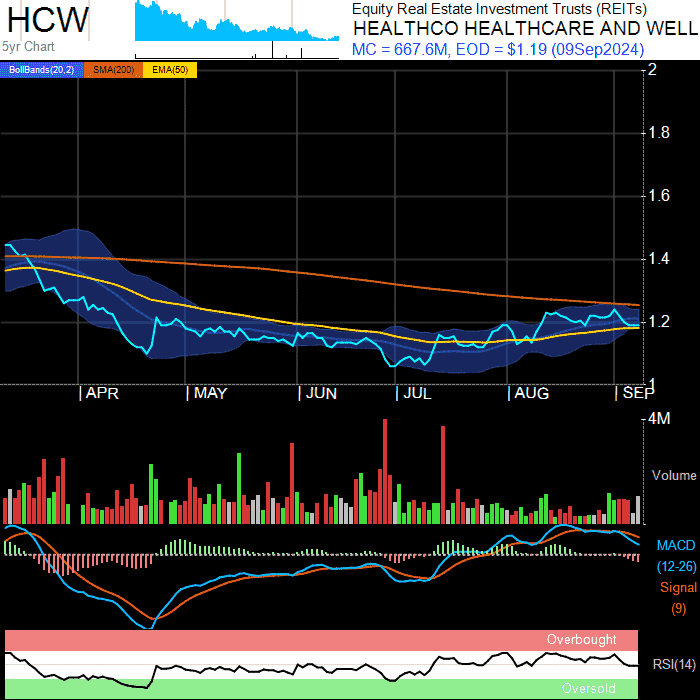 HCW
5yr Chart
Equity Real Estate Investment Trusts (REITs)
HEALTHCO HEALTHCARE AND WELL
MC = 667.6M, EOD = $1.19 (09Sep2024)
BollBands(20,2) SMA(200) EMA(50)
2
1.8
1.6
1.4
1.2
1
APR MAY JUN JUL AUG SEP
4M
Volume
MACD
(12-26)
Signal
(9)
Overbought
RSI(14)
Oversold